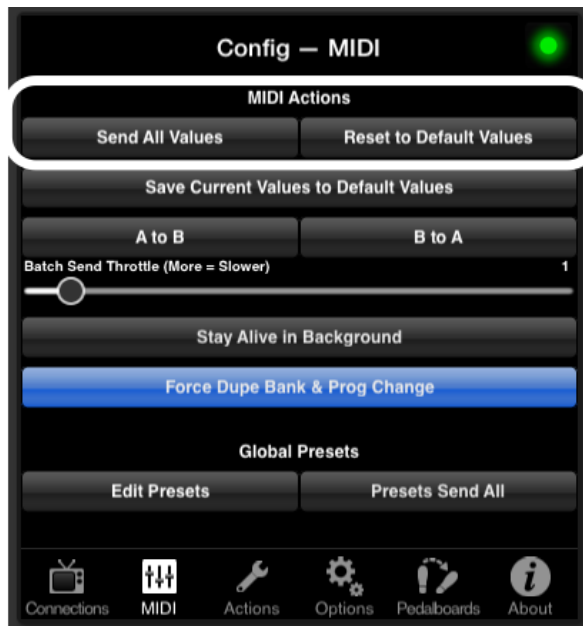 Config — MIDI
MIDI Actions
Send All Values Reset to Default Values
Save Current Values to Default Values
A to B B to A
Batch Send Throttle (More = Slower) 1
Stay Alive in Background
Force Dupe Bank & Prog Change
Global Presets
Edit Presets Presets Send All
Connections MIDI Actions Options Pedalboards About